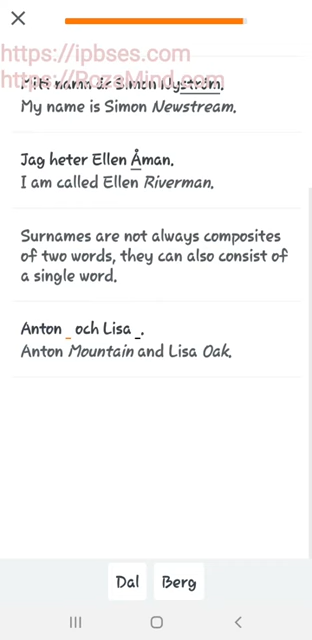 https://ipbses.com
https://RozaMind.com
Mitt namn är Simon Nyström.
My name is Simon Newstream.
Jag heter Ellen Åman.
I am called Ellen Riverman.
Surnames are not always composites
of two words, they can also consist of
a single word.
Anton _ och Lisa _.
Anton Mountain and Lisa Oak.
Dal
Berg